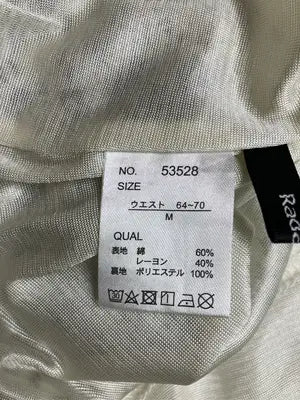 NO. 53528
SIZE
ウエスト 64~70
M
QUAL
表地 綿 60%
レーヨン 40%
裏地 ポリエステル 100%